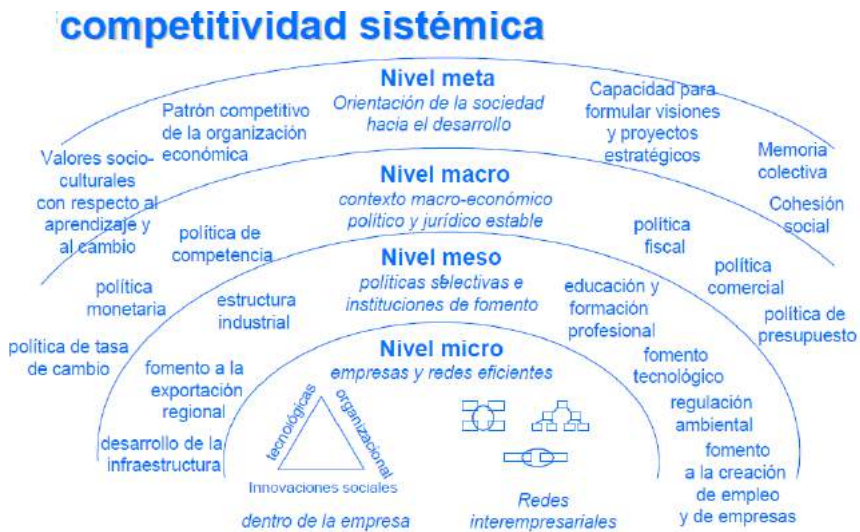 competitividad sistémica
Nivel meta
Orientación de la sociedad
hacia el desarrollo
Patrón competitivo
de la organización
económica
Capacidad para
formular visiones
y proyectos
estratégicos
Valores socio-
culturales
con respecto al
aprendizaje y
al cambio
Memoria
colectiva
Cohesión
social
Nivel macro
contexto macro-económico
político y jurídico estable
política de
competencia
política
fiscal
política
monetaria
política
comercial
política de tasa
de cambio
política de
presupuesto
Nivel meso
políticas selectivas e
instituciones de fomento
estructura
industrial
educación y
formación
profesional
fomento a la
exportación
regional
fomento
tecnológico
desarrollo de la
infraestructura
regulación
ambiental
fomento
a la creación
de empleo
y de empresas
Nivel micro
empresas y redes eficientes
tecnológicas
organizacional
Innovaciones sociales
dentro de la empresa
Redes
interempresariales